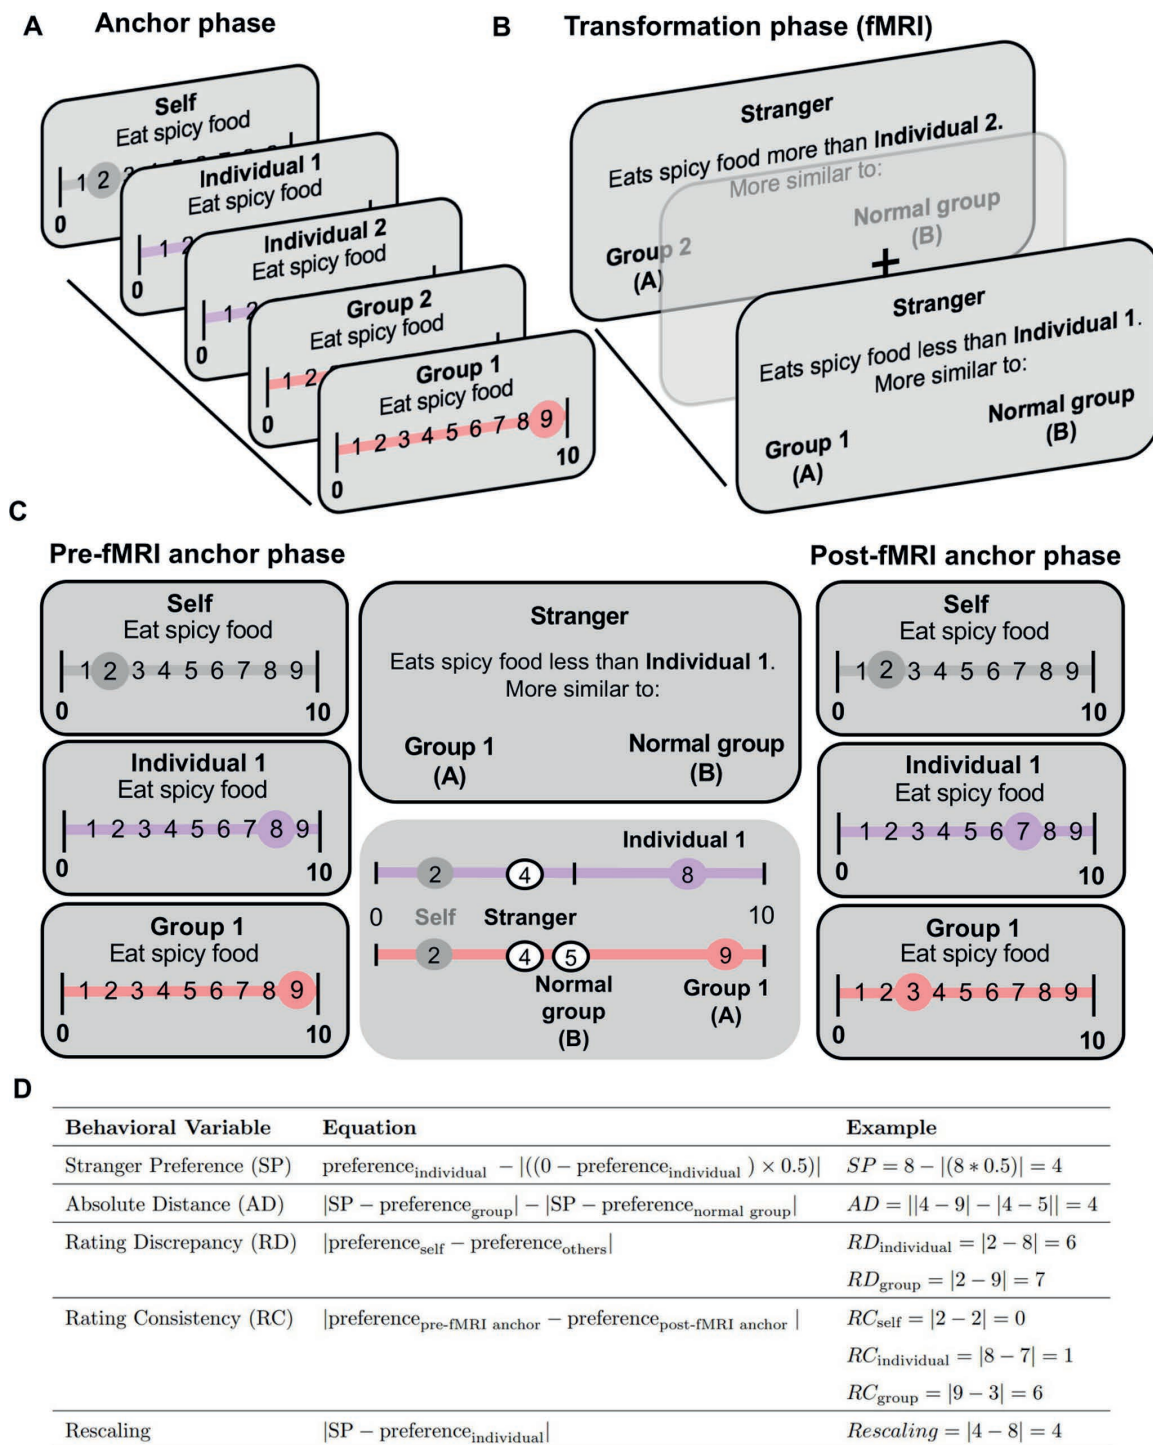 A Anchor phase
Self
Eat spicy food
1 2
0
Individual 1
Eat spicy food
1 2
0
Individual 2
Eat spicy food
1 2
0
Group 2
Eat spicy food
1 2
0
Group 1
Eat spicy food
1 2 3 4 5 6 7 8 9
0 10
B Transformation phase (fMRI)
Stranger
Eats spicy food more than Individual 2.
More similar to:
Group 2 Normal group
(A) (B)
+
Stranger
Eats spicy food less than Individual 1.
More similar to:
Group 1 Normal group
(A) (B)
C
Pre-fMRI anchor phase
Self
Eat spicy food
1 2 3 4 5 6 7 8 9
0 10
Individual 1
Eat spicy food
1 2 3 4 5 6 7 8 9
0 10
Group 1
Eat spicy food
1 2 3 4 5 6 7 8 9
0 10
Stranger
Eats spicy food less than Individual 1.
More similar to:
Group 1 Normal group
(A) (B)
Individual 1
2 4 8
0 Self Stranger 10
2 4 5 9
Normal group (B) Group 1 (A)
Post-fMRI anchor phase
Self
Eat spicy food
1 2 3 4 5 6 7 8 9
0 10
Individual 1
Eat spicy food
1 2 3 4 5 6 7 8 9
0 10
Group 1
Eat spicy food
1 2 3 4 5 6 7 8 9
0 10
D
Behavioral Variable Equation Example
Stranger Preference (SP) preference_individual − |((0 − preference_individual ) × 0.5)| SP = 8 − |(8 * 0.5)| = 4
Absolute Distance (AD) |SP − preference_group| − |SP − preference_normal group| AD = ||4 − 9| − |4 − 5|| = 4
Rating Discrepancy (RD) |preference_self − preference_others| RD_individual = |2 − 8| = 6
RD_group = |2 − 9| = 7
Rating Consistency (RC) |preference_pre-fMRI anchor − preference_post-fMRI anchor | RC_self = |2 − 2| = 0
RC_individual = |8 − 7| = 1
RC_group = |9 − 3| = 6
Rescaling |SP − preference_individual| Rescaling = |4 − 8| = 4